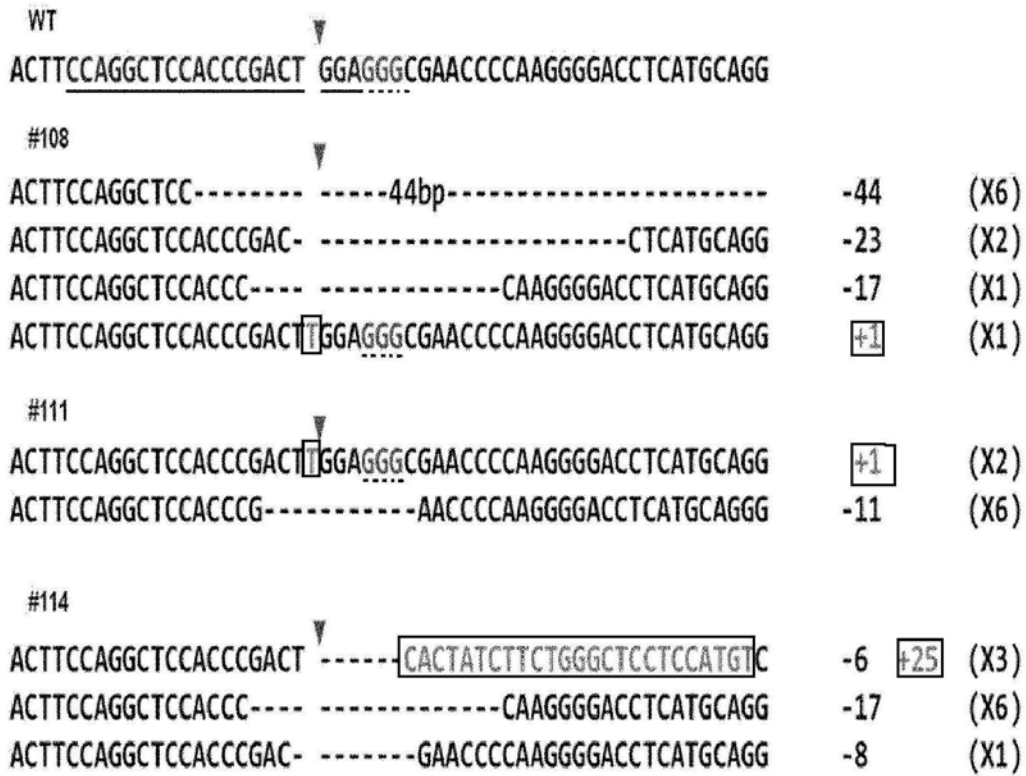 WT
ACTTCCAGGCTCCACCCGACT GGAGGGCGAACCCCAAGGGGACCTCATGCAGG
#108
ACTTCCAGGCTCC-------- -----44bp------------------------ -44 (X6)
ACTTCCAGGCTCCACCCGAC- -----------------------CTCATGCAGG -23 (X2)
ACTTCCAGGCTCCACCC---- -------------CAAGGGGACCTCATGCAGG -17 (X1)
ACTTCCAGGCTCCACCCGACTTGGAGGGCGAACCCCAAGGGGACCTCATGCAGG +1 (X1)
#111
ACTTCCAGGCTCCACCCGACTTGGAGGGCGAACCCCAAGGGGACCTCATGCAGG +1 (X2)
ACTTCCAGGCTCCACCCG-----------AACCCCAAGGGGACCTCATGCAGGG -11 (X6)
#114
ACTTCCAGGCTCCACCCGACT ------CACTATCTTCTGGGCTCCTCCATGTC -6 +25 (X3)
ACTTCCAGGCTCCACCC---- -------------CAAGGGGACCTCATGCAGG -17 (X6)
ACTTCCAGGCTCCACCCGAC- -------GAACCCCAAGGGGACCTCATGCAGG -8 (X1)